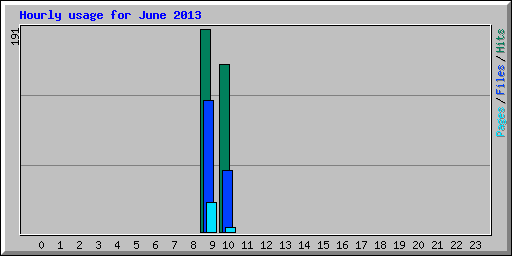 Hourly usage for June 2013
191
Pages/Files/Hits
0 1 2 3 4 5 6 7 8 9 10 11 12 13 14 15 16 17 18 19 20 21 22 23